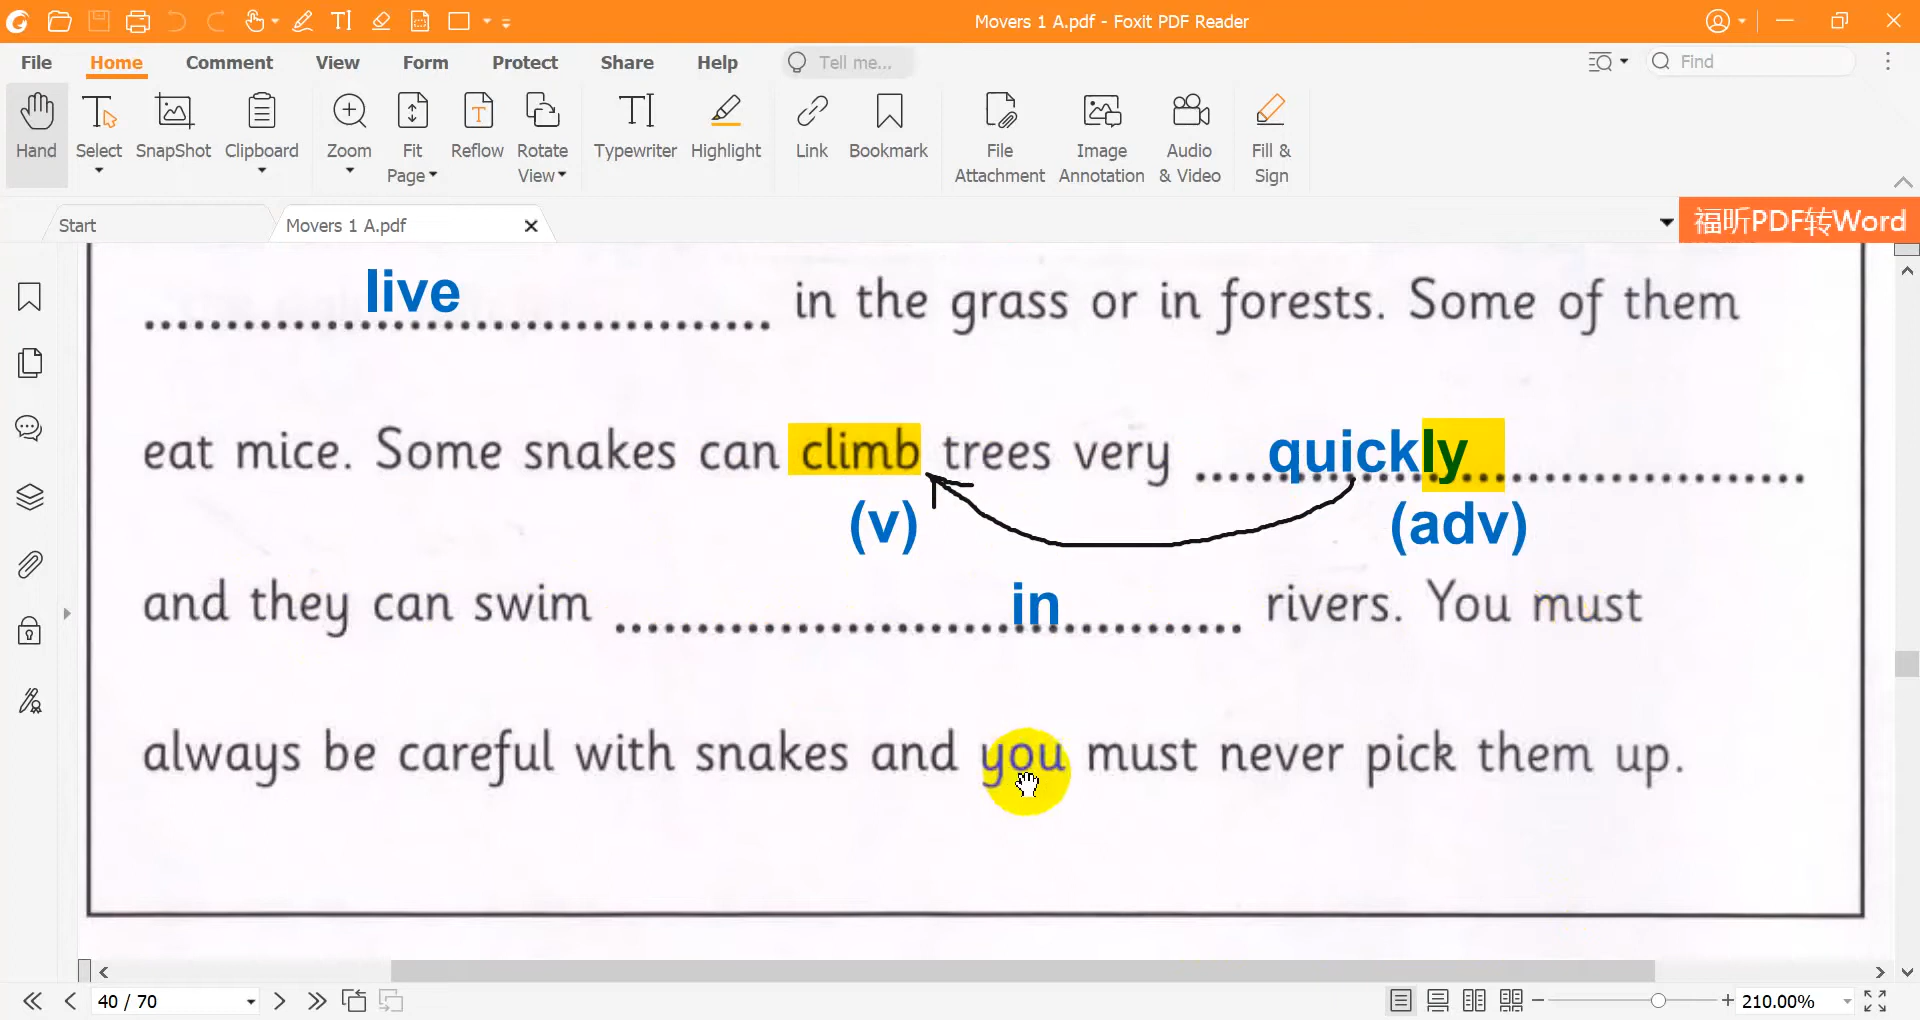 Movers 1 A.pdf - Foxit PDF Reader
File Home Comment View Form Protect Share Help Tell me... Find
Hand Select SnapShot Clipboard Zoom Fit Page Reflow Rotate View Typewriter Highlight Link Bookmark File Attachment Image Annotation Audio & Video Fill & Sign
Start Movers 1 A.pdf 福昕PDF转Word
live in the grass or in forests. Some of them
eat mice. Some snakes can climb trees very quickly
(v) (adv)
and they can swim in rivers. You must
always be careful with snakes and you must never pick them up.
40 / 70 210.00%